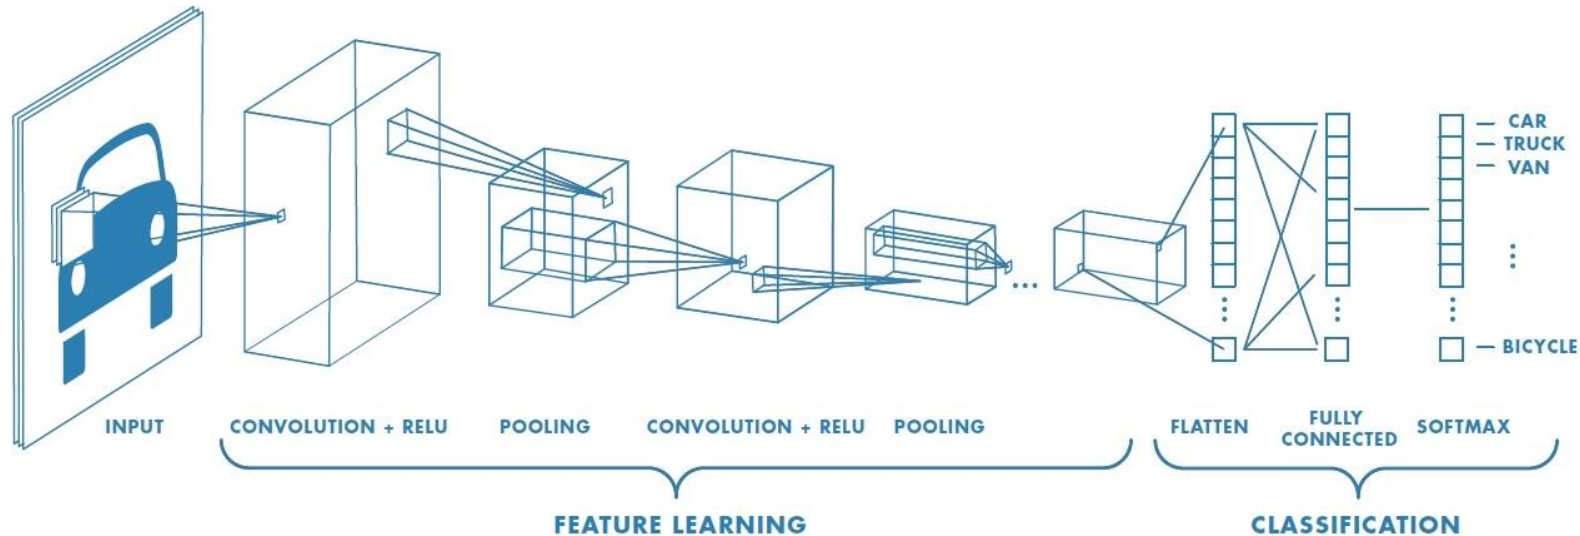 CAR
TRUCK
VAN
BICYCLE
INPUT
CONVOLUTION + RELU
POOLING
CONVOLUTION + RELU
POOLING
FLATTEN
FULLY
CONNECTED
SOFTMAX
FEATURE LEARNING
CLASSIFICATION